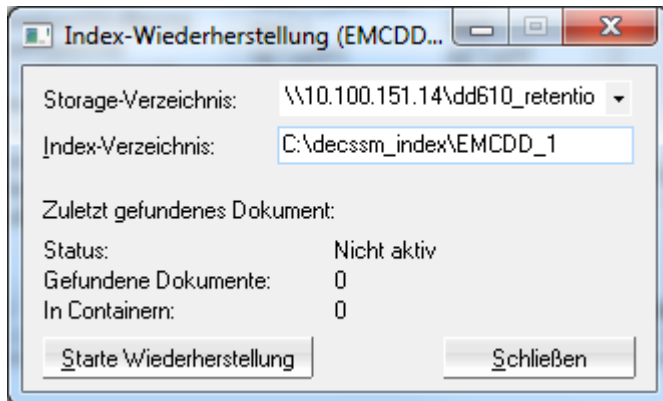 Index-Wiederherstellung (EMCDD...
Storage-Verzeichnis: \\10.100.151.14\dd610_retentio
Index-Verzeichnis: C:\decssm_index\EMCDD_1
Zuletzt gefundenes Dokument:
Status: Nicht aktiv
Gefundene Dokumente: 0
In Containern: 0
Starte Wiederherstellung Schließen